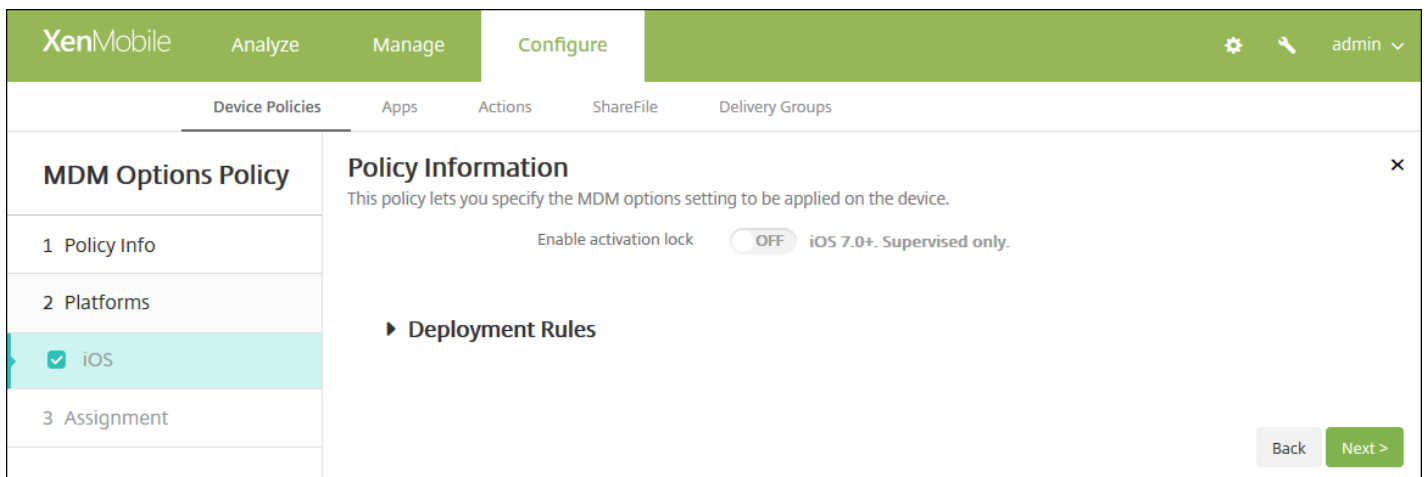 XenMobile Analyze Manage Configure admin
Device Policies Apps Actions ShareFile Delivery Groups
MDM Options Policy
1 Policy Info
2 Platforms
iOS
3 Assignment
Policy Information
This policy lets you specify the MDM options setting to be applied on the device.
Enable activation lock OFF iOS 7.0+. Supervised only.
Deployment Rules
Back Next >